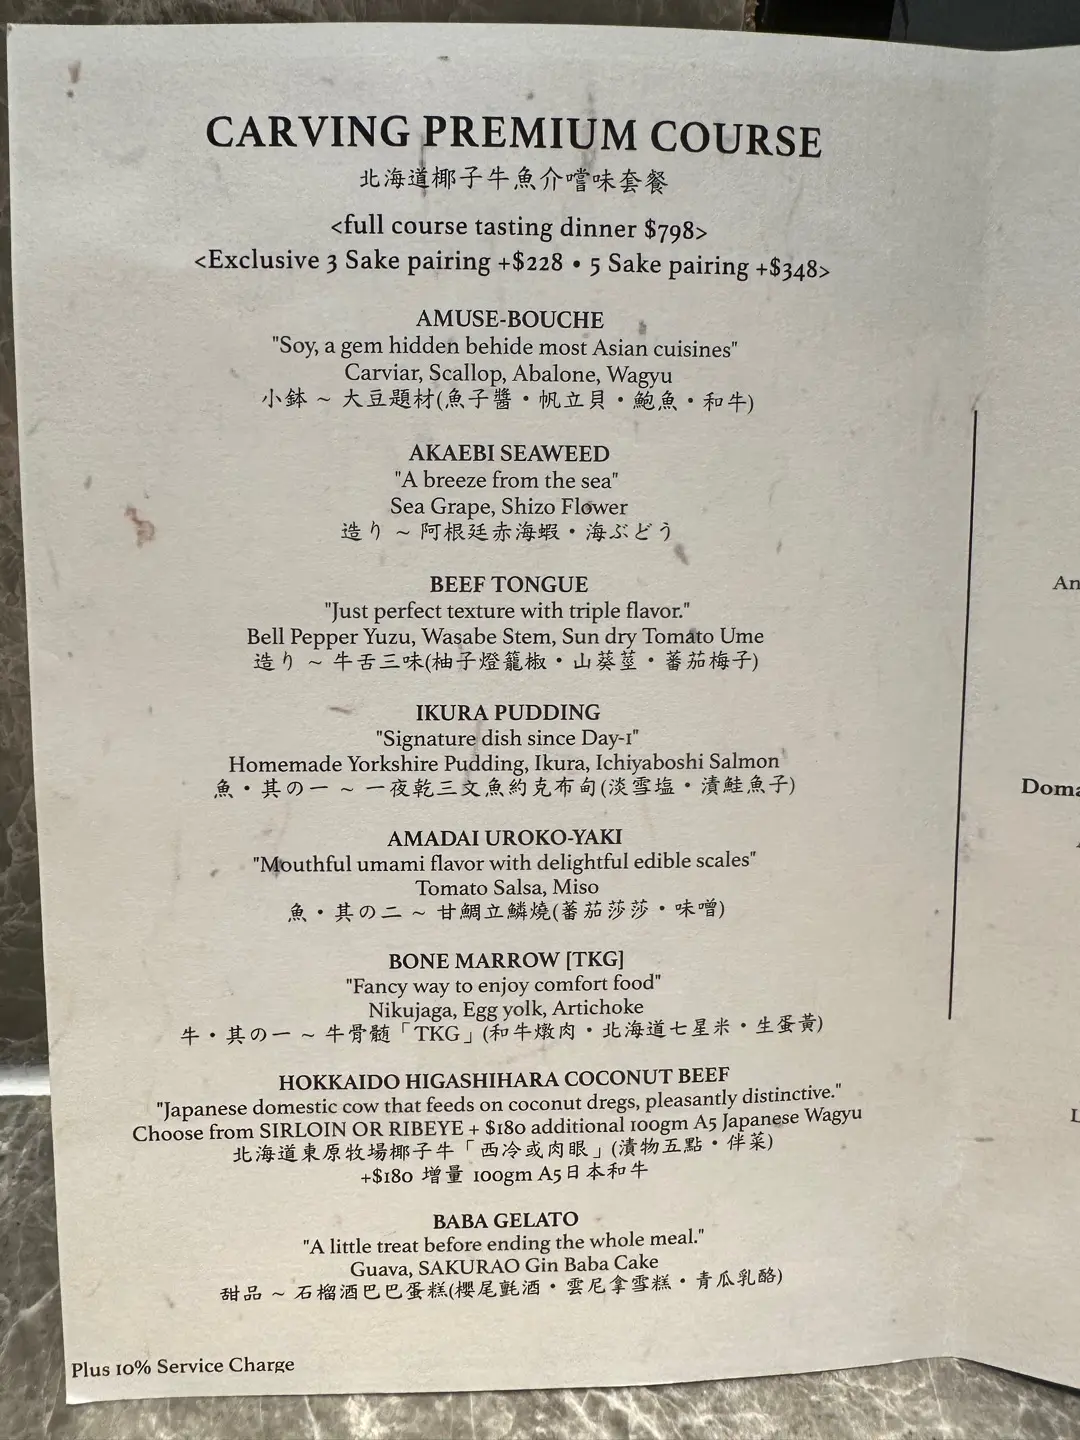 CARVING PREMIUM COURSE
北海道椰子牛魚介嚐味套餐
<full course tasting dinner $798>
<Exclusive 3 Sake pairing +$228 • 5 Sake pairing +$348>
AMUSE-BOUCHE
"Soy, a gem hidden behide most Asian cuisines"
Carviar, Scallop, Abalone, Wagyu
小鉢 ~ 大豆題材(魚子醬・帆立貝・鮑魚・和牛)
AKAEBI SEAWEED
"A breeze from the sea"
Sea Grape, Shizo Flower
造り ~ 阿根廷赤海蝦・海ぶどう
BEEF TONGUE
"Just perfect texture with triple flavor."
Bell Pepper Yuzu, Wasabe Stem, Sun dry Tomato Ume
造り ~ 牛舌三味(柚子燈籠椒・山葵莖・蕃茄梅子)
IKURA PUDDING
"Signature dish since Day-1"
Homemade Yorkshire Pudding, Ikura, Ichiyaboshi Salmon
魚・其の一 ~ 一夜乾三文魚約克布甸(淡雪塩・漬鮭魚子)
AMADAI UROKO-YAKI
"Mouthful umami flavor with delightful edible scales"
Tomato Salsa, Miso
魚・其の二 ~ 甘鯛立鱗燒(蕃茄莎莎・味噌)
BONE MARROW [TKG]
"Fancy way to enjoy comfort food"
Nikujaga, Egg yolk, Artichoke
牛・其の一 ~ 牛骨髄「TKG」(和牛燉肉・北海道七星米・生蛋黃)
HOKKAIDO HIGASHIHARA COCONUT BEEF
"Japanese domestic cow that feeds on coconut dregs, pleasantly distinctive."
Choose from SIRLOIN OR RIBEYE + $180 additional 100gm A5 Japanese Wagyu
北海道東原牧場椰子牛「西冷或肉眼」(漬物五點・伴菜)
+$180 增量 100gm A5日本和牛
BABA GELATO
"A little treat before ending the whole meal."
Guava, SAKURAO Gin Baba Cake
甜品 ~ 石榴酒巴巴蛋糕(櫻尾氈酒・雲尼拿雪糕・青瓜乳酪)
Plus 10% Service Charge
An
Doma